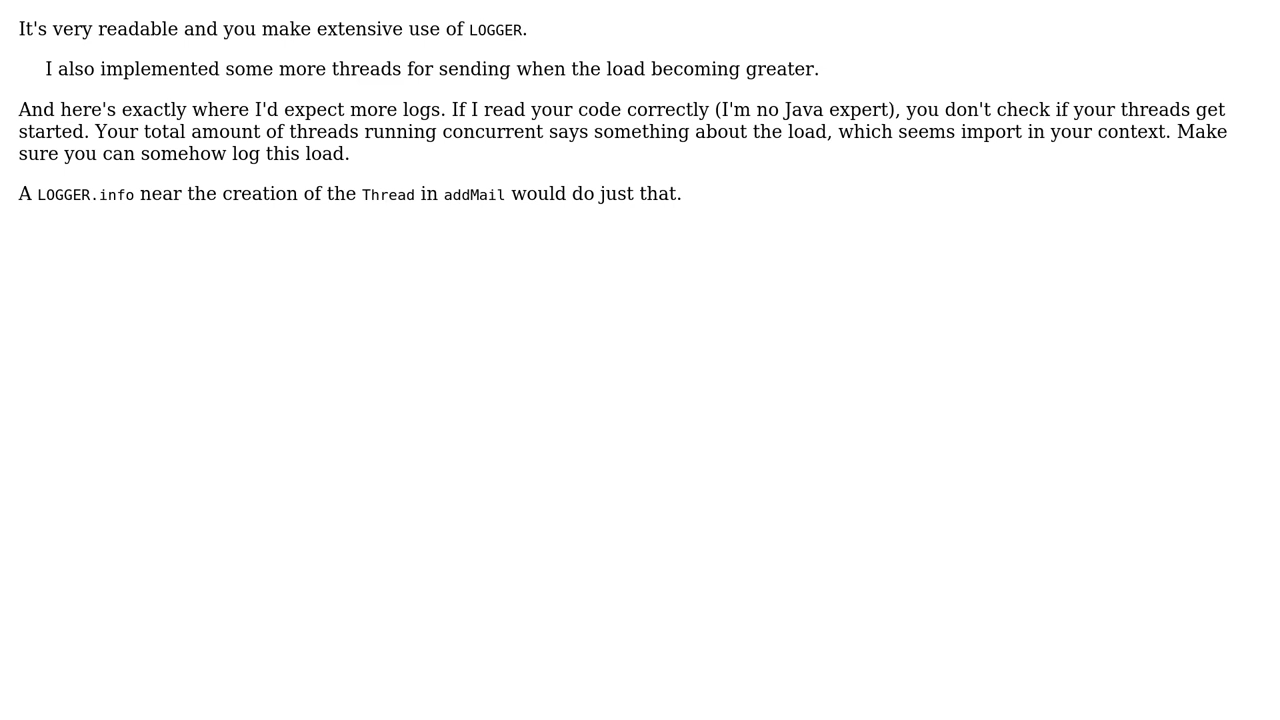 It's very readable and you make extensive use of LOGGER.
I also implemented some more threads for sending when the load becoming greater.
And here's exactly where I'd expect more logs. If I read your code correctly (I'm no Java expert), you don't check if your threads get
started. Your total amount of threads running concurrent says something about the load, which seems import in your context. Make
sure you can somehow log this load.
A LOGGER.info near the creation of the Thread in addMail would do just that.